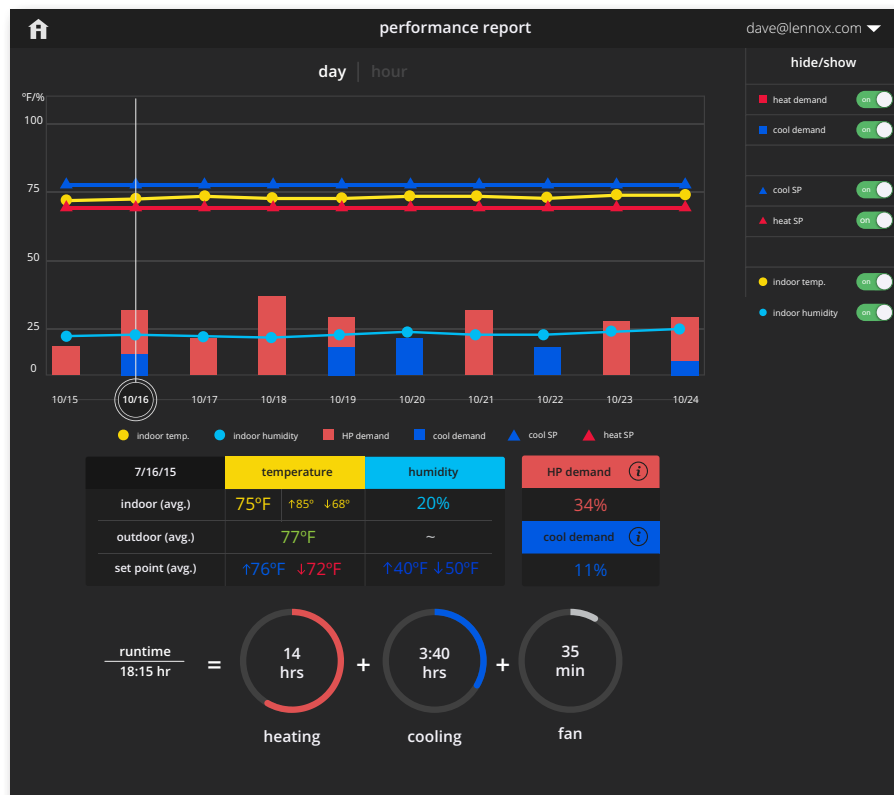 performance report
dave@lennox.com
hide/show
day | hour
ºF/%
100
75
50
25
0
heat demand on
cool demand on
cool SP on
heat SP on
indoor temp. on
indoor humidity on
10/15 10/16 10/17 10/18 10/19 10/20 10/21 10/22 10/23 10/24
indoor temp. indoor humidity HP demand cool demand cool SP heat SP
7/16/15 temperature humidity
indoor (avg.) 75°F ↑85° ↓68° 20%
outdoor (avg.) 77°F ~
set point (avg.) ↑76°F ↓72°F ↑40°F ↓50°F
HP demand i
34%
cool demand i
11%
runtime
18:15 hr
=
14
hrs
+
3:40
hrs
+
35
min
heating
cooling
fan